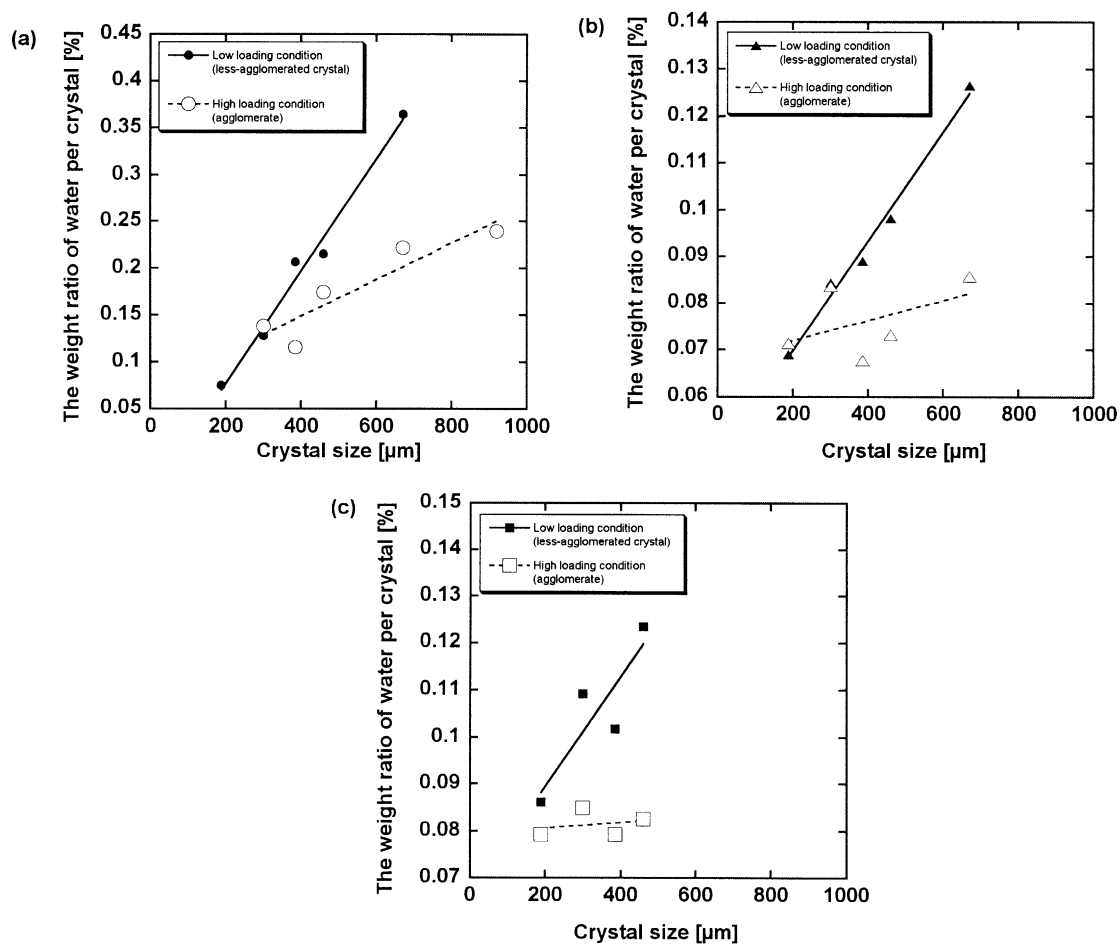 (a)
The weight ratio of water per crystal [%]
0.45
0.4
0.35
0.3
0.25
0.2
0.15
0.1
0.05
Low loading condition
(less-agglomerated crystal)
High loading condition
(agglomerate)
0 200 400 600 800 1000
Crystal size [μm]
(b)
The weight ratio of water per crystal [%]
0.14
0.13
0.12
0.11
0.1
0.09
0.08
0.07
0.06
Low loading condition
(less-agglomerated crystal)
High loading condition
(agglomerate)
0 200 400 600 800 1000
Crystal size [μm]
(c)
The weight ratio of water per crystal [%]
0.15
0.14
0.13
0.12
0.11
0.1
0.09
0.08
0.07
Low loading condition
(less-agglomerated crystal)
High loading condition
(agglomerate)
0 200 400 600 800 1000
Crystal size [μm]